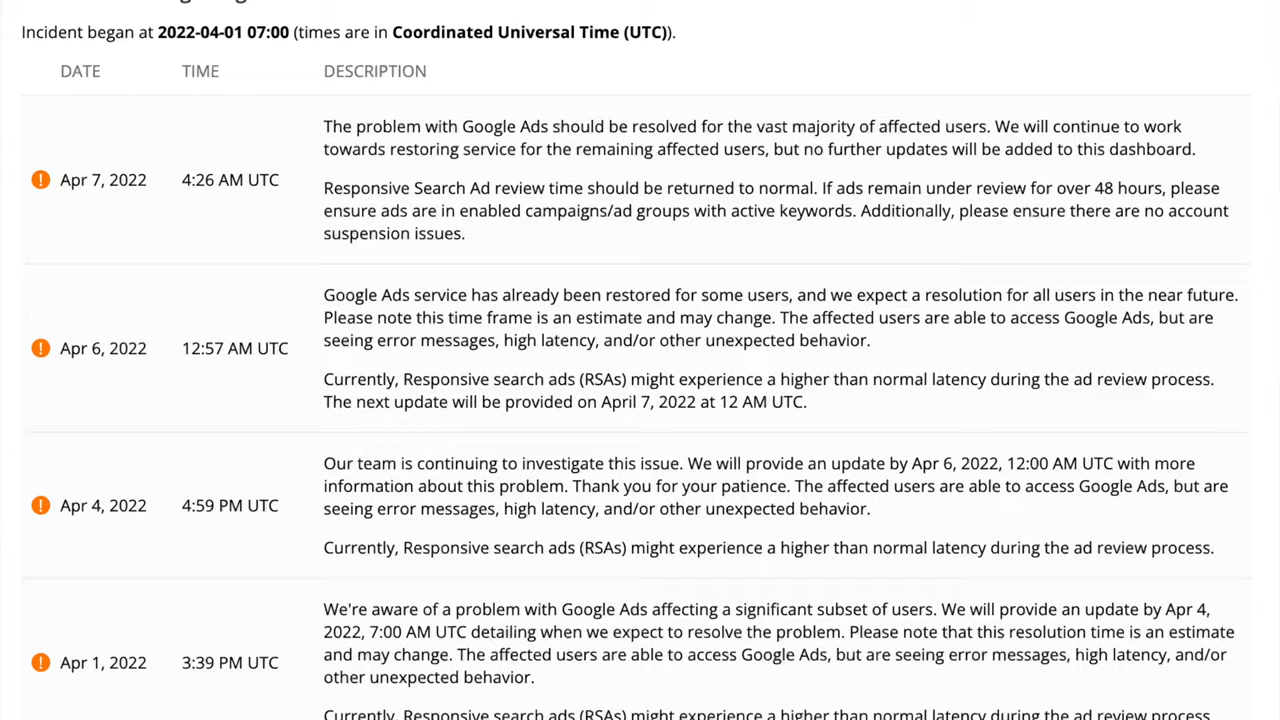 Incident began at 2022-04-01 07:00 (times are in Coordinated Universal Time (UTC)).
DATE TIME DESCRIPTION
The problem with Google Ads should be resolved for the vast majority of affected users. We will continue to work
towards restoring service for the remaining affected users, but no further updates will be added to this dashboard.
Apr 7, 2022 4:26 AM UTC
Responsive Search Ad review time should be returned to normal. If ads remain under review for over 48 hours, please
ensure ads are in enabled campaigns/ad groups with active keywords. Additionally, please ensure there are no account
suspension issues.
Google Ads service has already been restored for some users, and we expect a resolution for all users in the near future.
Please note this time frame is an estimate and may change. The affected users are able to access Google Ads, but are
seeing error messages, high latency, and/or other unexpected behavior.
Apr 6, 2022 12:57 AM UTC
Currently, Responsive search ads (RSAs) might experience a higher than normal latency during the ad review process.
The next update will be provided on April 7, 2022 at 12 AM UTC.
Our team is continuing to investigate this issue. We will provide an update by Apr 6, 2022, 12:00 AM UTC with more
information about this problem. Thank you for your patience. The affected users are able to access Google Ads, but are
seeing error messages, high latency, and/or other unexpected behavior.
Apr 4, 2022 4:59 PM UTC
Currently, Responsive search ads (RSAs) might experience a higher than normal latency during the ad review process.
We're aware of a problem with Google Ads affecting a significant subset of users. We will provide an update by Apr 4,
2022, 7:00 AM UTC detailing when we expect to resolve the problem. Please note that this resolution time is an estimate
and may change. The affected users are able to access Google Ads, but are seeing error messages, high latency, and/or
other unexpected behavior.
Apr 1, 2022 3:39 PM UTC
Currently, Responsive search ads (RSAs) might experience a higher than normal latency during the ad review process.